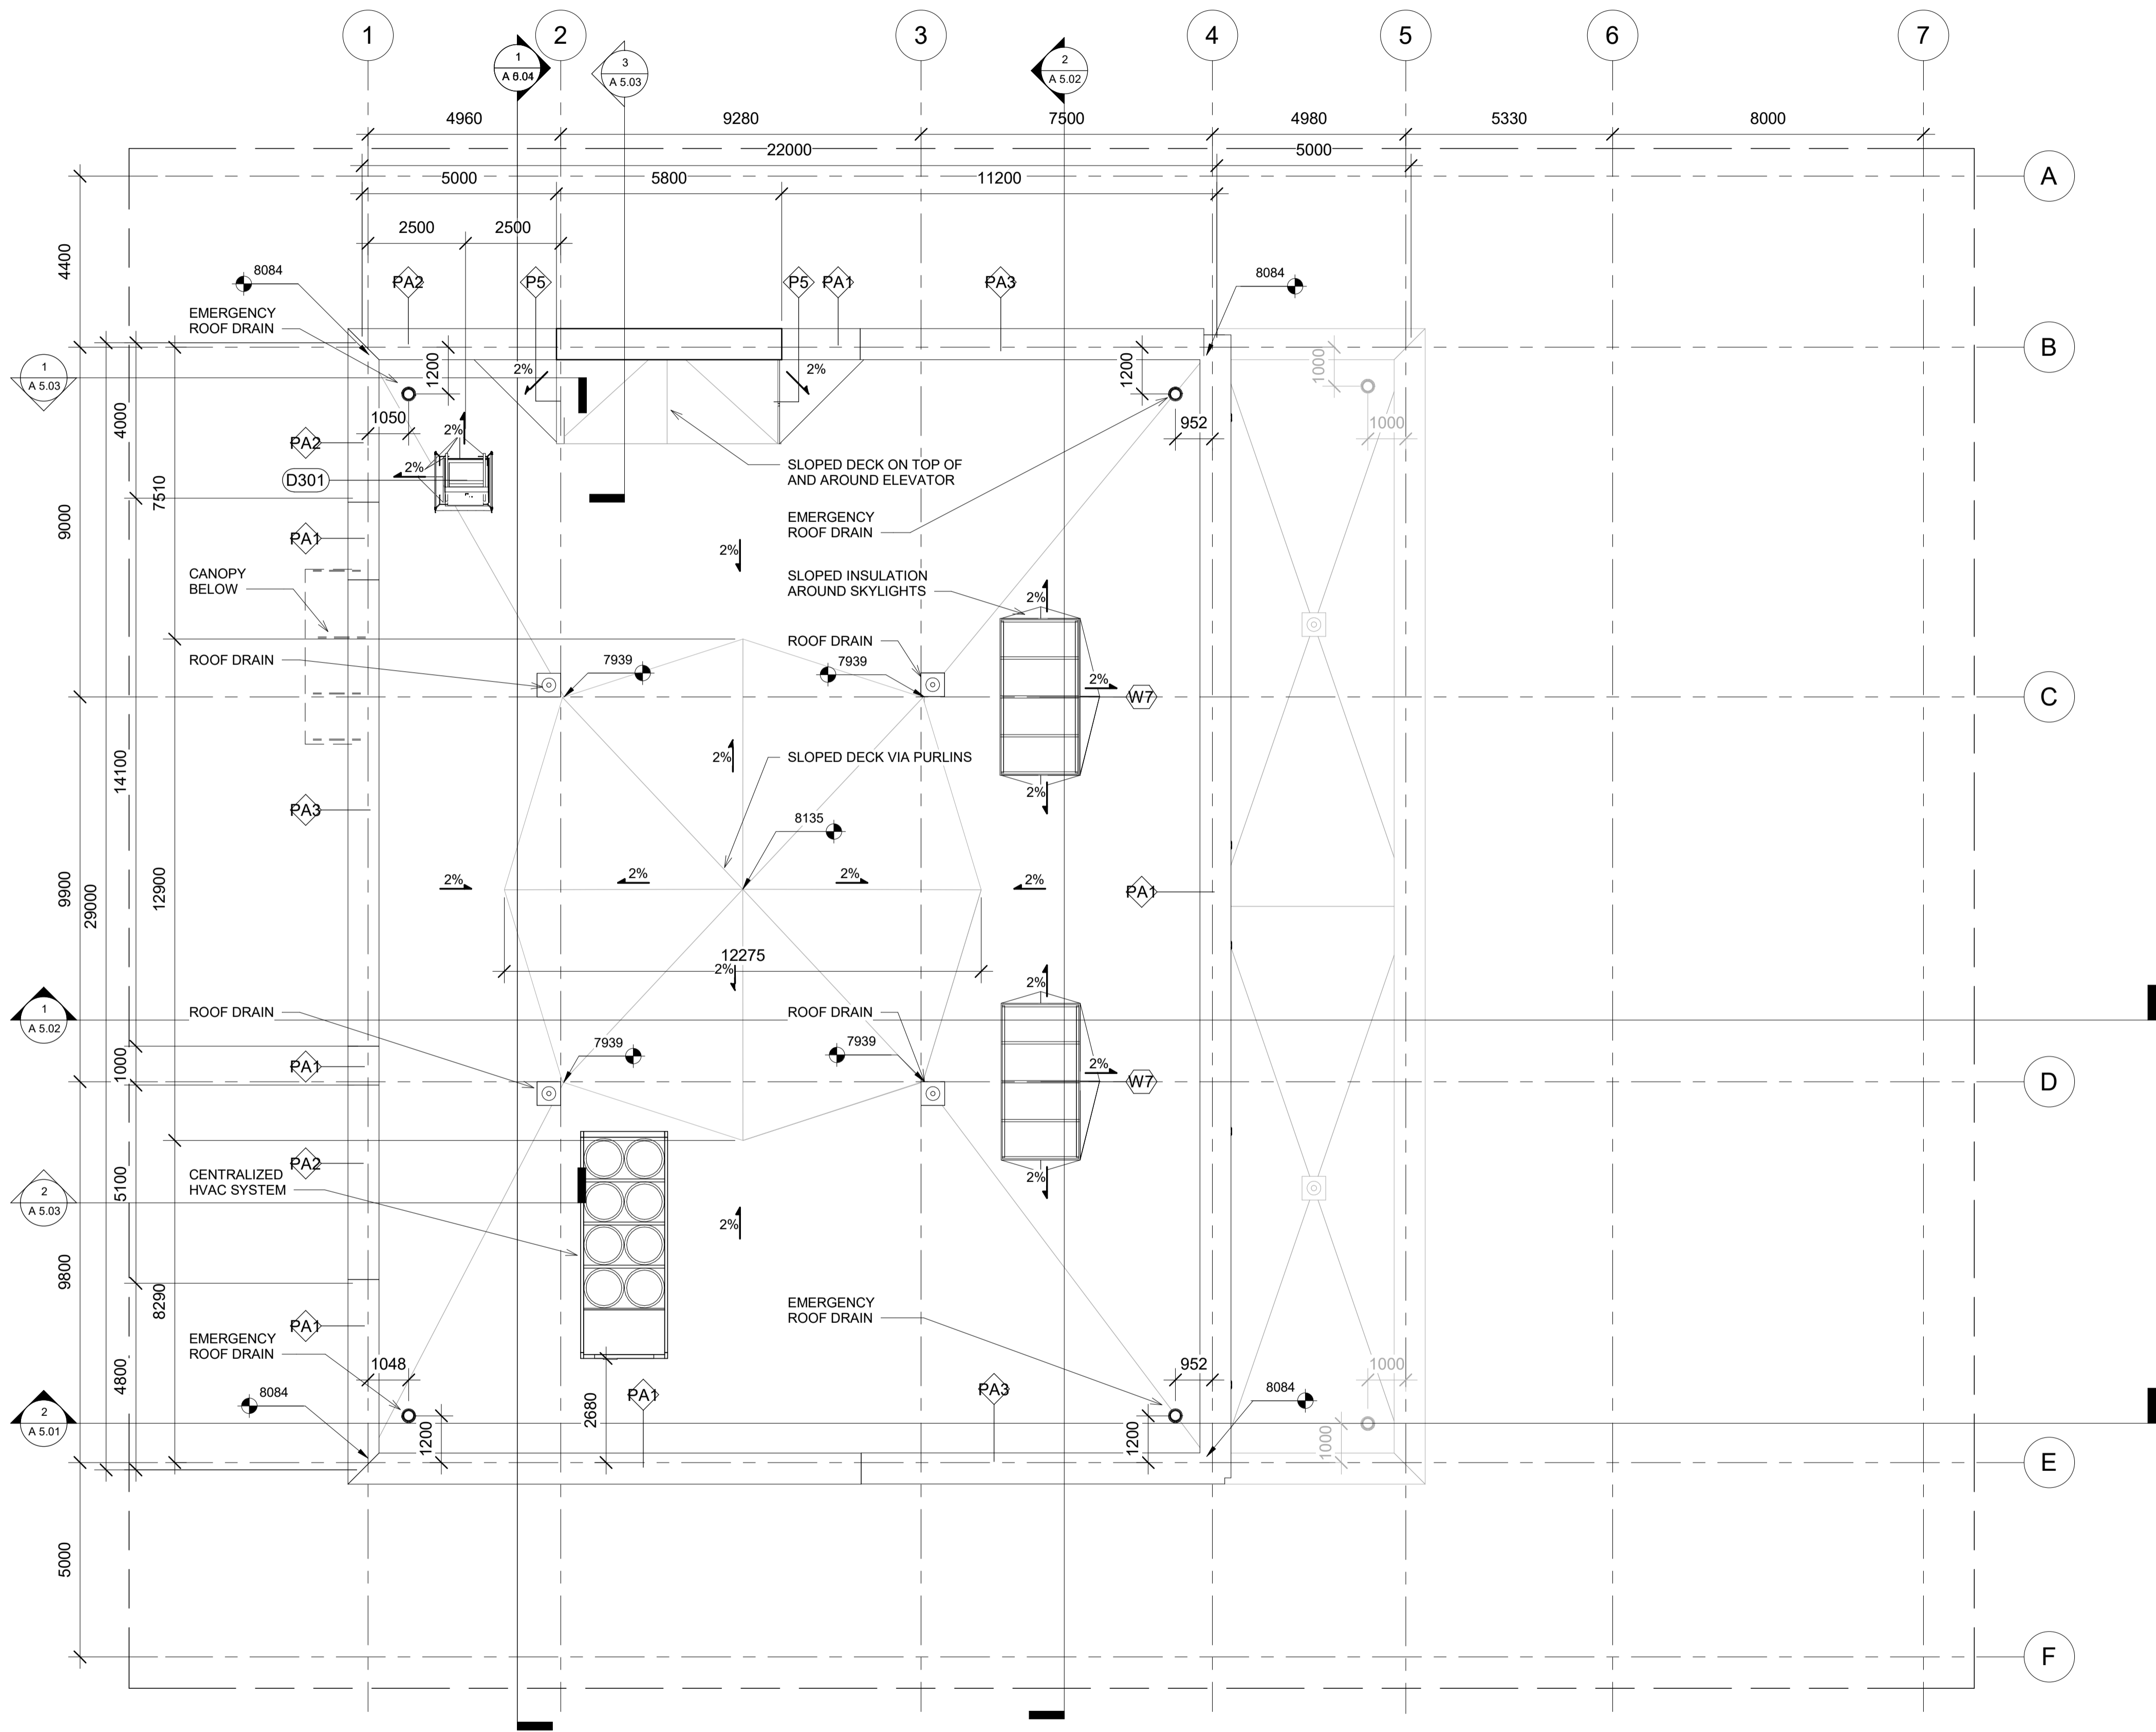 1
2
3
4
5
6
7
1
3
A 5.03
2
A 5.02
4960
9280
7500
4980
5330
8000
22000
5000
5000
5800
11200
A
2500
2500
4400
8084
PA2
P5
P5
PA1
PA3
8084
EMERGENCY
ROOF DRAIN
B
1
A 5.03
1200
2%
2%
1200
1000
4000
1050
952
1000
PA2
2%
2%
D301
SLOPED DECK ON TOP OF
AND AROUND ELEVATOR
7510
9000
EMERGENCY
ROOF DRAIN
PA1
2%
CANOPY
BELOW
SLOPED INSULATION
AROUND SKYLIGHTS
2%
ROOF DRAIN
ROOF DRAIN
7939
7939
2%
W7
C
14100
2%
SLOPED DECK VIA PURLINS
2%
PA3
8135
9900
29000
12900
2%
2%
2%
2%
PA1
12275
2%
2%
1
A 5.02
ROOF DRAIN
ROOF DRAIN
7939
7939
1000
PA1
2%
W7
D
PA2
5100
CENTRALIZED
HVAC SYSTEM
2
A 5.03
2%
2%
9800
8290
PA1
EMERGENCY
ROOF DRAIN
EMERGENCY
ROOF DRAIN
4800
1048
952
1000
8084
PA1
PA3
8084
2680
2
A 5.01
1200
1200
1000
E
5000
F